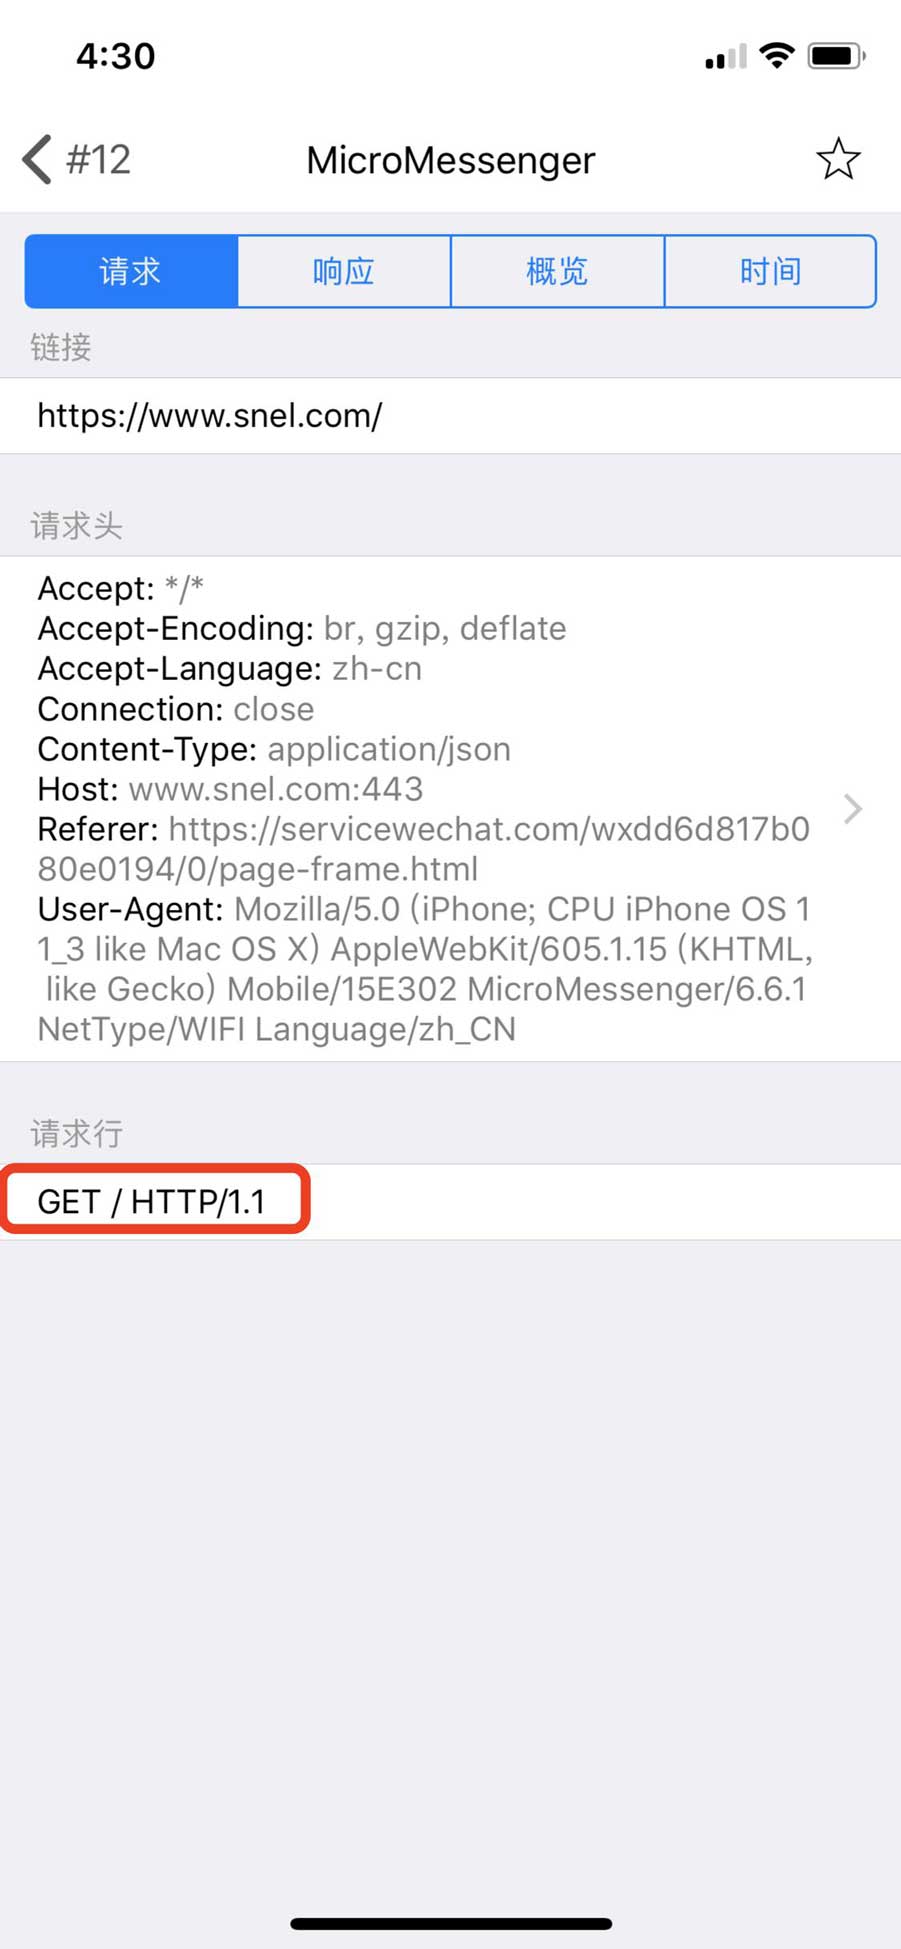 4:30
#12
MicroMessenger
请求
响应
概览
时间
链接
https://www.snel.com/
请求头
Accept: */*
Accept-Encoding: br, gzip, deflate
Accept-Language: zh-cn
Connection: close
Content-Type: application/json
Host: www.snel.com:443
Referer: https://servicewechat.com/wxdd6d817b0
80e0194/0/page-frame.html
User-Agent: Mozilla/5.0 (iPhone; CPU iPhone OS 1
1_3 like Mac OS X) AppleWebKit/605.1.15 (KHTML,
like Gecko) Mobile/15E302 MicroMessenger/6.6.1
NetType/WIFI Language/zh_CN
请求行
GET / HTTP/1.1